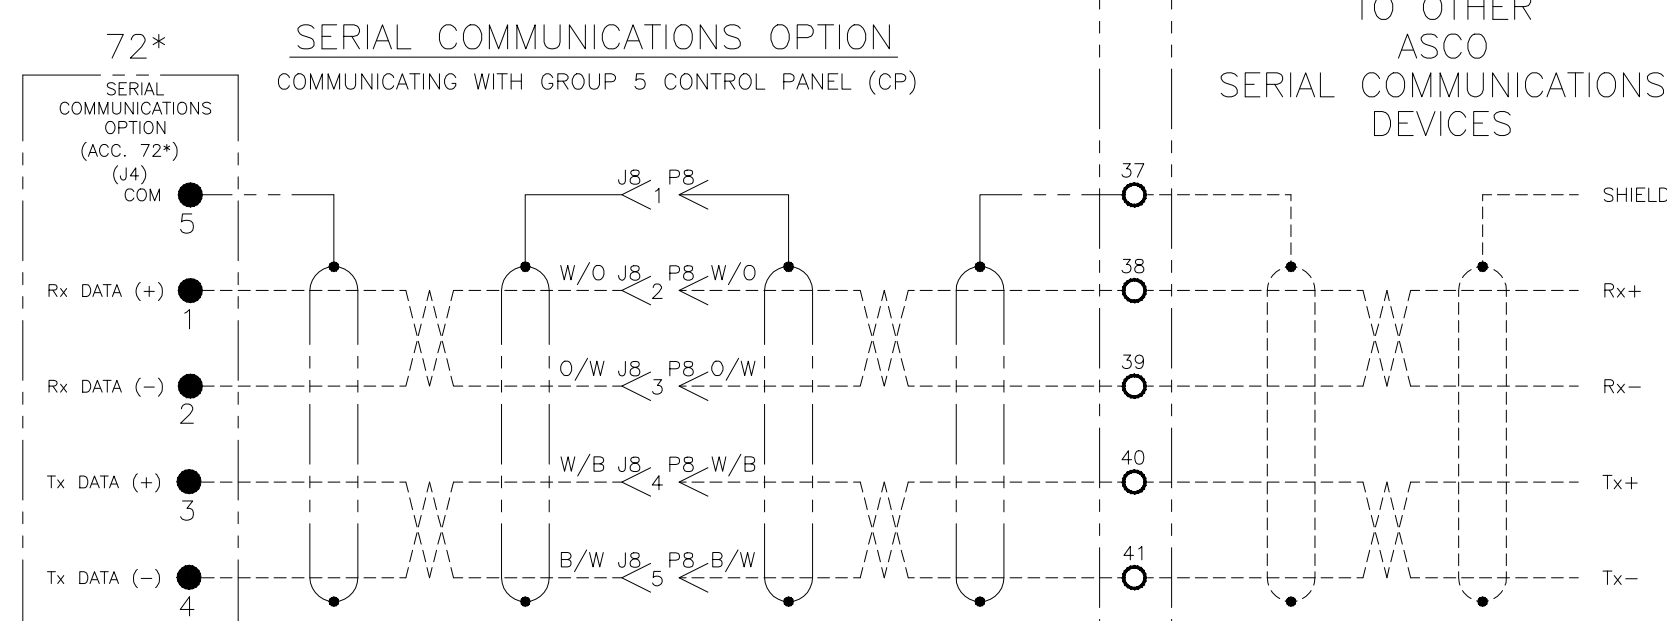 TO OTHER
ASCO
SERIAL COMMUNICATIONS
DEVICES
72*
SERIAL COMMUNICATIONS OPTION
COMMUNICATING WITH GROUP 5 CONTROL PANEL (CP)
SERIAL
COMMUNICATIONS
OPTION
(ACC. 72*)
(J4)
COM
5
J8 1 P8
37
SHIELD
Rx DATA (+)
1
W/O J8 2 P8 W/O
38
Rx+
Rx DATA (-)
2
O/W J8 3 P8 O/W
39
Rx-
Tx DATA (+)
3
W/B J8 4 P8 W/B
40
Tx+
Tx DATA (-)
4
B/W J8 5 P8 B/W
41
Tx-